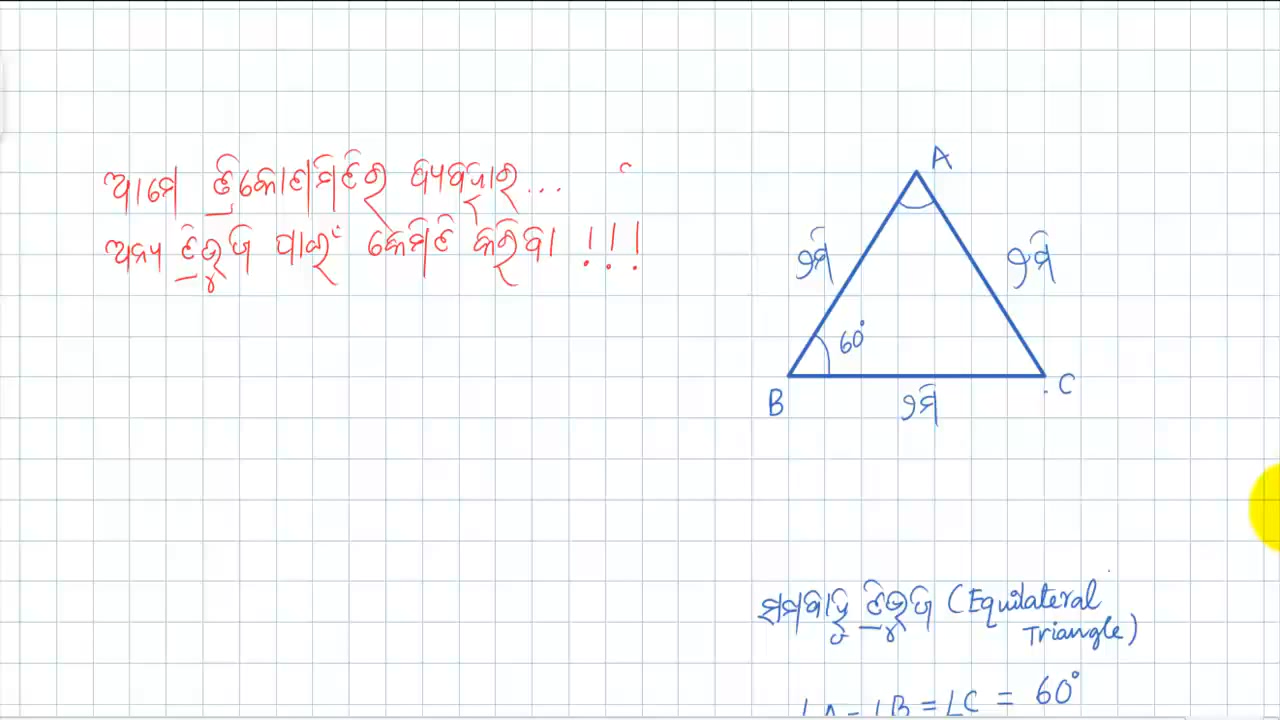 ଆମେ ତ୍ରିକୋଣମିତିର ବ୍ୟବହାର...
ଅନ୍ୟ ତ୍ରିଭୁଜ ପାଇଁ କେମିତି କରିବା !!!
A
୨ମି
୨ମି
60°
B
୨ମି
C
ସମବାହୁ ତ୍ରିଭୁଜ (Equilateral
Triangle)
∠A = ∠B = ∠C = 60°